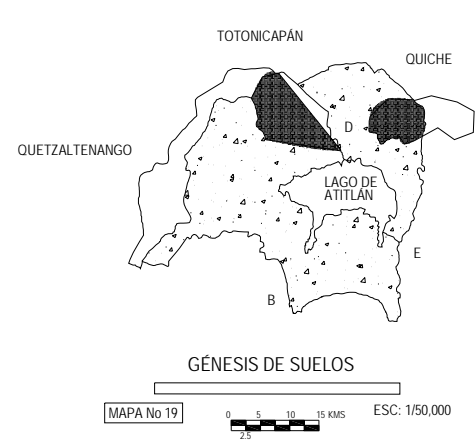 TOTONICAPÁN
QUICHE
D
QUETZALTENANGO
LAGO DE
ATITLÁN
E
B
GÉNESIS DE SUELOS
MAPA No 19
0 5 10 15 KMS
2.5
ESC: 1/50,000